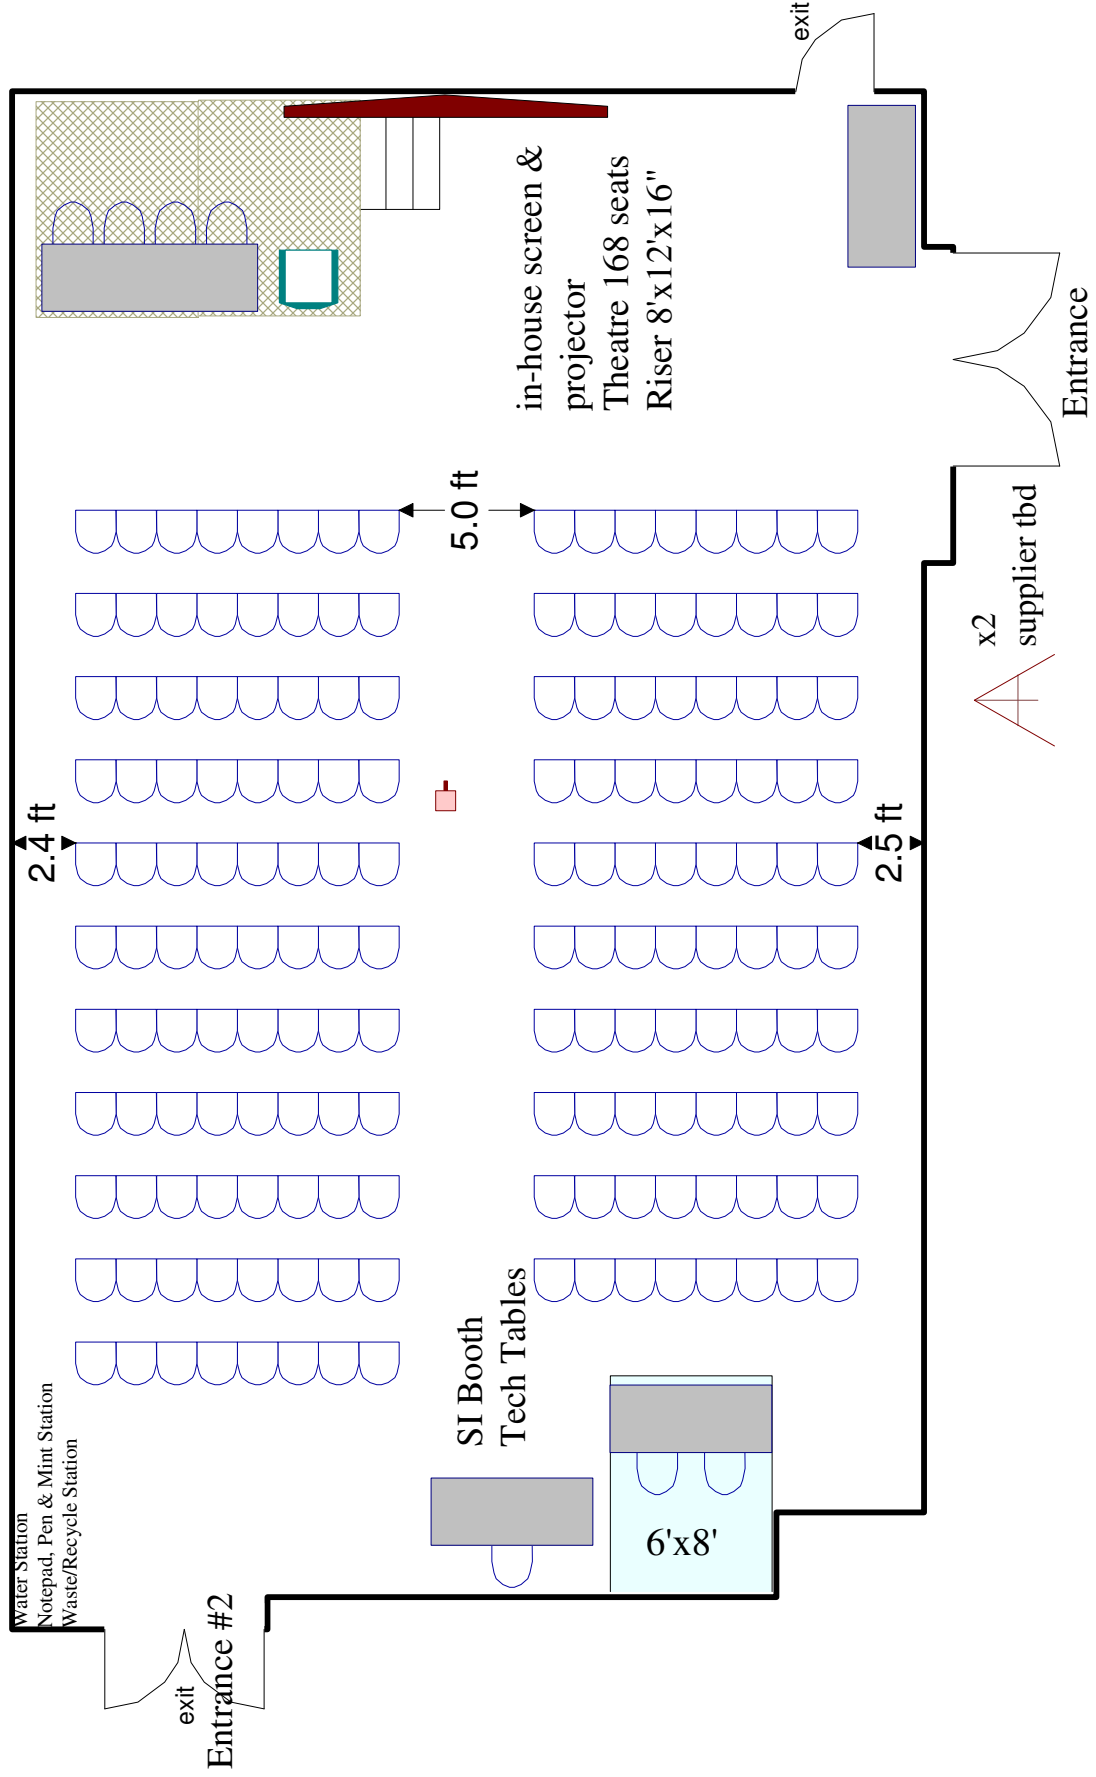 exit
in-house screen &
projector
Theatre 168 seats
Riser 8'x12'x16"
Entrance
5.0 ft
x2
supplier tbd
2.4 ft
2.5 ft
SI Booth
Tech Tables
6'x8'
Water Station
Notepad, Pen & Mint Station
Waste/Recycle Station
exit
Entrance #2